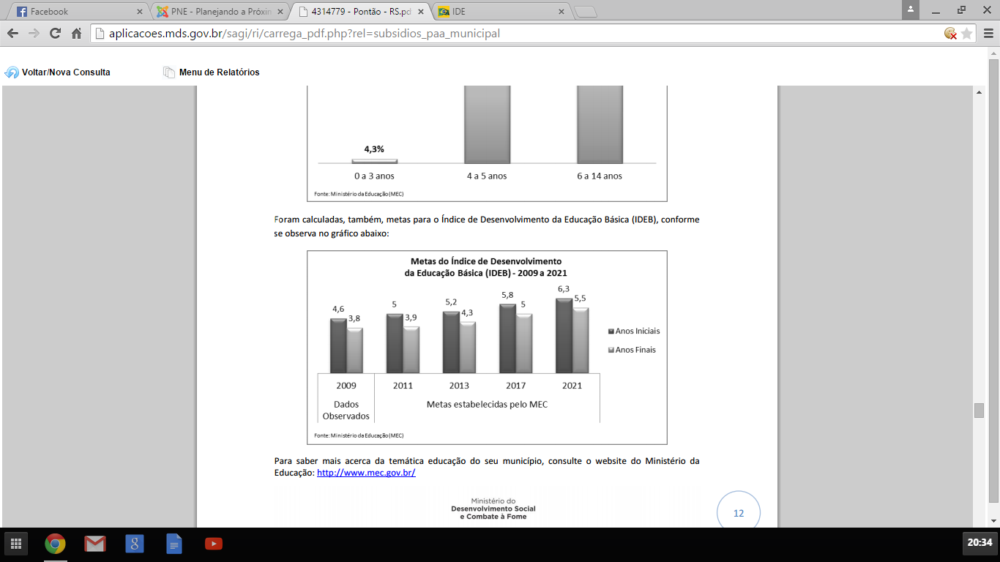 Facebook
PNE - Planejando a Próxin
4314779 - Pontão - RS.pd
IDE
aplicacoes.mds.gov.br/sagi/ri/carrega_pdf.php?rel=subsidios_paa_municipal
Voltar/Nova Consulta
Menu de Relatórios
4,3%
0 a 3 anos 4 a 5 anos 6 a 14 anos
Fonte: Ministério da Educação (MEC)
Foram calculadas, também, metas para o Índice de Desenvolvimento da Educação Básica (IDEB), conforme
se observa no gráfico abaixo:
Metas do Índice de Desenvolvimento
da Educação Básica (IDEB) - 2009 a 2021
4,6 3,8 5 3,9 5,2 4,3 5,8 5 6,3 5,5
Anos Iniciais
Anos Finais
2009 2011 2013 2017 2021
Dados
Observados
Metas estabelecidas pelo MEC
Fonte: Ministério da Educação (MEC)
Para saber mais acerca da temática educação do seu município, consulte o website do Ministério da
Educação: http://www.mec.gov.br/
Ministério do
Desenvolvimento Social
e Combate à Fome
12
8
20:34